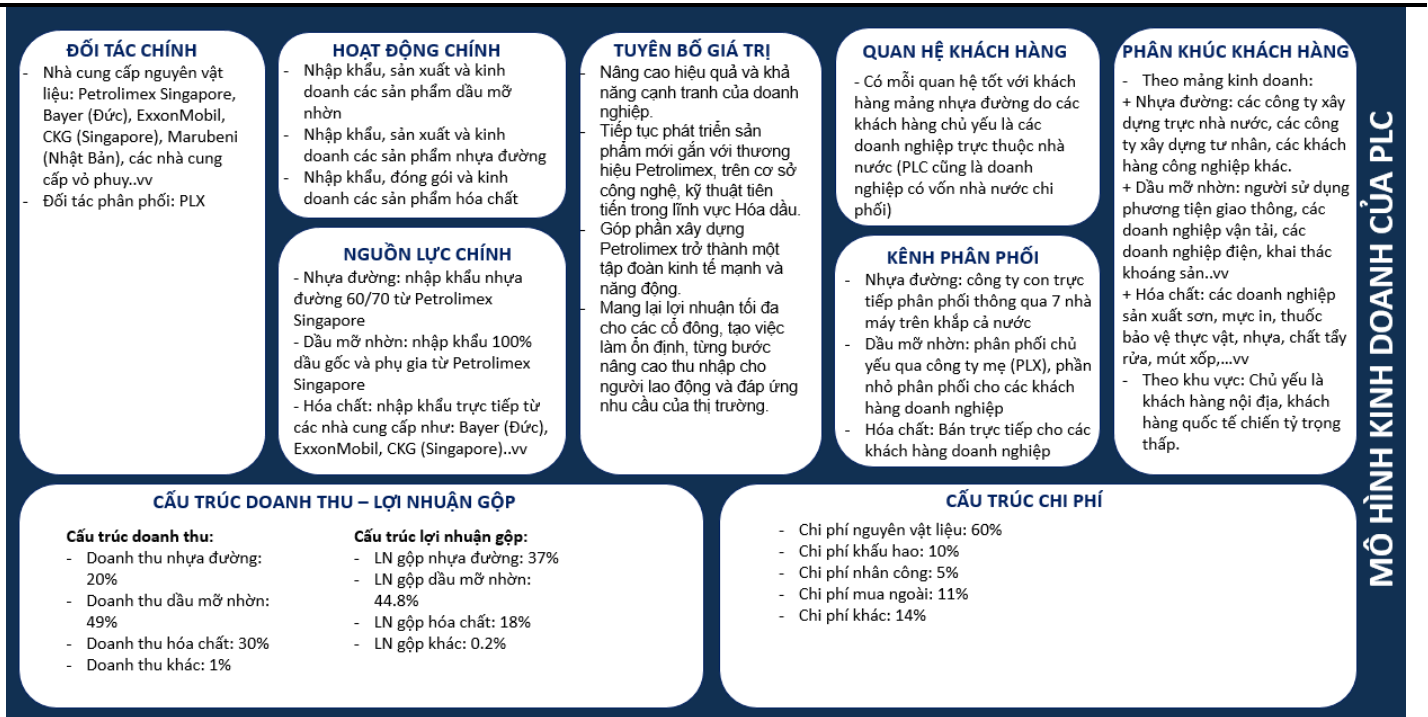 ĐỐI TÁC CHÍNH
- Nhà cung cấp nguyên vật
liệu: Petrolimex Singapore,
Bayer (Đức), ExxonMobil,
CKG (Singapore), Marubeni
(Nhật Bản), các nhà cung
cấp vỏ phuy..vv
- Đối tác phân phối: PLX
HOẠT ĐỘNG CHÍNH
- Nhập khẩu, sản xuất và kinh
doanh các sản phẩm dầu mỡ
nhờn
- Nhập khẩu, sản xuất và kinh
doanh các sản phẩm nhựa đường
- Nhập khẩu, đóng gói và kinh
doanh các sản phẩm hóa chất
NGUỒN LỰC CHÍNH
- Nhựa đường: nhập khẩu nhựa
đường 60/70 từ Petrolimex
Singapore
- Dầu mỡ nhờn: nhập khẩu 100%
dầu gốc và phụ gia từ Petrolimex
Singapore
- Hóa chất: nhập khẩu trực tiếp từ
các nhà cung cấp như: Bayer (Đức),
ExxonMobil, CKG (Singapore)..vv
TUYÊN BỐ GIÁ TRỊ
- Nâng cao hiệu quả và khả
năng cạnh tranh của doanh
nghiệp.
- Tiếp tục phát triển sản
phẩm mới gắn với thương
hiệu Petrolimex, trên cơ sở
công nghệ, kỹ thuật tiên
tiến trong lĩnh vực Hóa dầu.
- Góp phần xây dựng
Petrolimex trở thành một
tập đoàn kinh tế mạnh và
năng động.
- Mang lại lợi nhuận tối đa
cho các cổ đông, tạo việc
làm ổn định, từng bước
nâng cao thu nhập cho
người lao động và đáp ứng
nhu cầu của thị trường.
QUAN HỆ KHÁCH HÀNG
- Có mỗi quan hệ tốt với khách
hàng mảng nhựa đường do các
khách hàng chủ yếu là các
doanh nghiệp trực thuộc nhà
nước (PLC cũng là doanh
nghiệp có vốn nhà nước chi
phối)
KÊNH PHÂN PHỐI
- Nhựa đường: công ty con trực
tiếp phân phối thông qua 7 nhà
máy trên khắp cả nước
- Dầu mỡ nhờn: phân phối chủ
yếu qua công ty mẹ (PLX), phần
nhỏ phân phối cho các khách
hàng doanh nghiệp
- Hóa chất: Bán trực tiếp cho các
khách hàng doanh nghiệp
PHÂN KHÚC KHÁCH HÀNG
- Theo mảng kinh doanh:
+ Nhựa đường: các công ty xây
dựng trực nhà nước, các công
ty xây dựng tư nhân, các khách
hàng công nghiệp khác.
+ Dầu mỡ nhờn: người sử dụng
phương tiện giao thông, các
doanh nghiệp vận tải, các
doanh nghiệp điện, khai thác
khoáng sản..vv
+ Hóa chất: các doanh nghiệp
sản xuất sơn, mực in, thuốc
bảo vệ thực vật, nhựa, chất tẩy
rửa, mút xốp,...vv
- Theo khu vực: Chủ yếu là
khách hàng nội địa, khách
hàng quốc tế chiến tỷ trọng
thấp.
MÔ HÌNH KINH DOANH CỦA PLC
CẤU TRÚC DOANH THU – LỢI NHUẬN GỘP
Cấu trúc doanh thu:
- Doanh thu nhựa đường:
20%
- Doanh thu dầu mỡ nhờn:
49%
- Doanh thu hóa chất: 30%
- Doanh thu khác: 1%
Cấu trúc lợi nhuận gộp:
- LN gộp nhựa đường: 37%
- LN gộp dầu mỡ nhờn:
44.8%
- LN gộp hóa chất: 18%
- LN gộp khác: 0.2%
CẤU TRÚC CHI PHÍ
- Chi phí nguyên vật liệu: 60%
- Chi phí khấu hao: 10%
- Chi phí nhân công: 5%
- Chi phí mua ngoài: 11%
- Chi phí khác: 14%